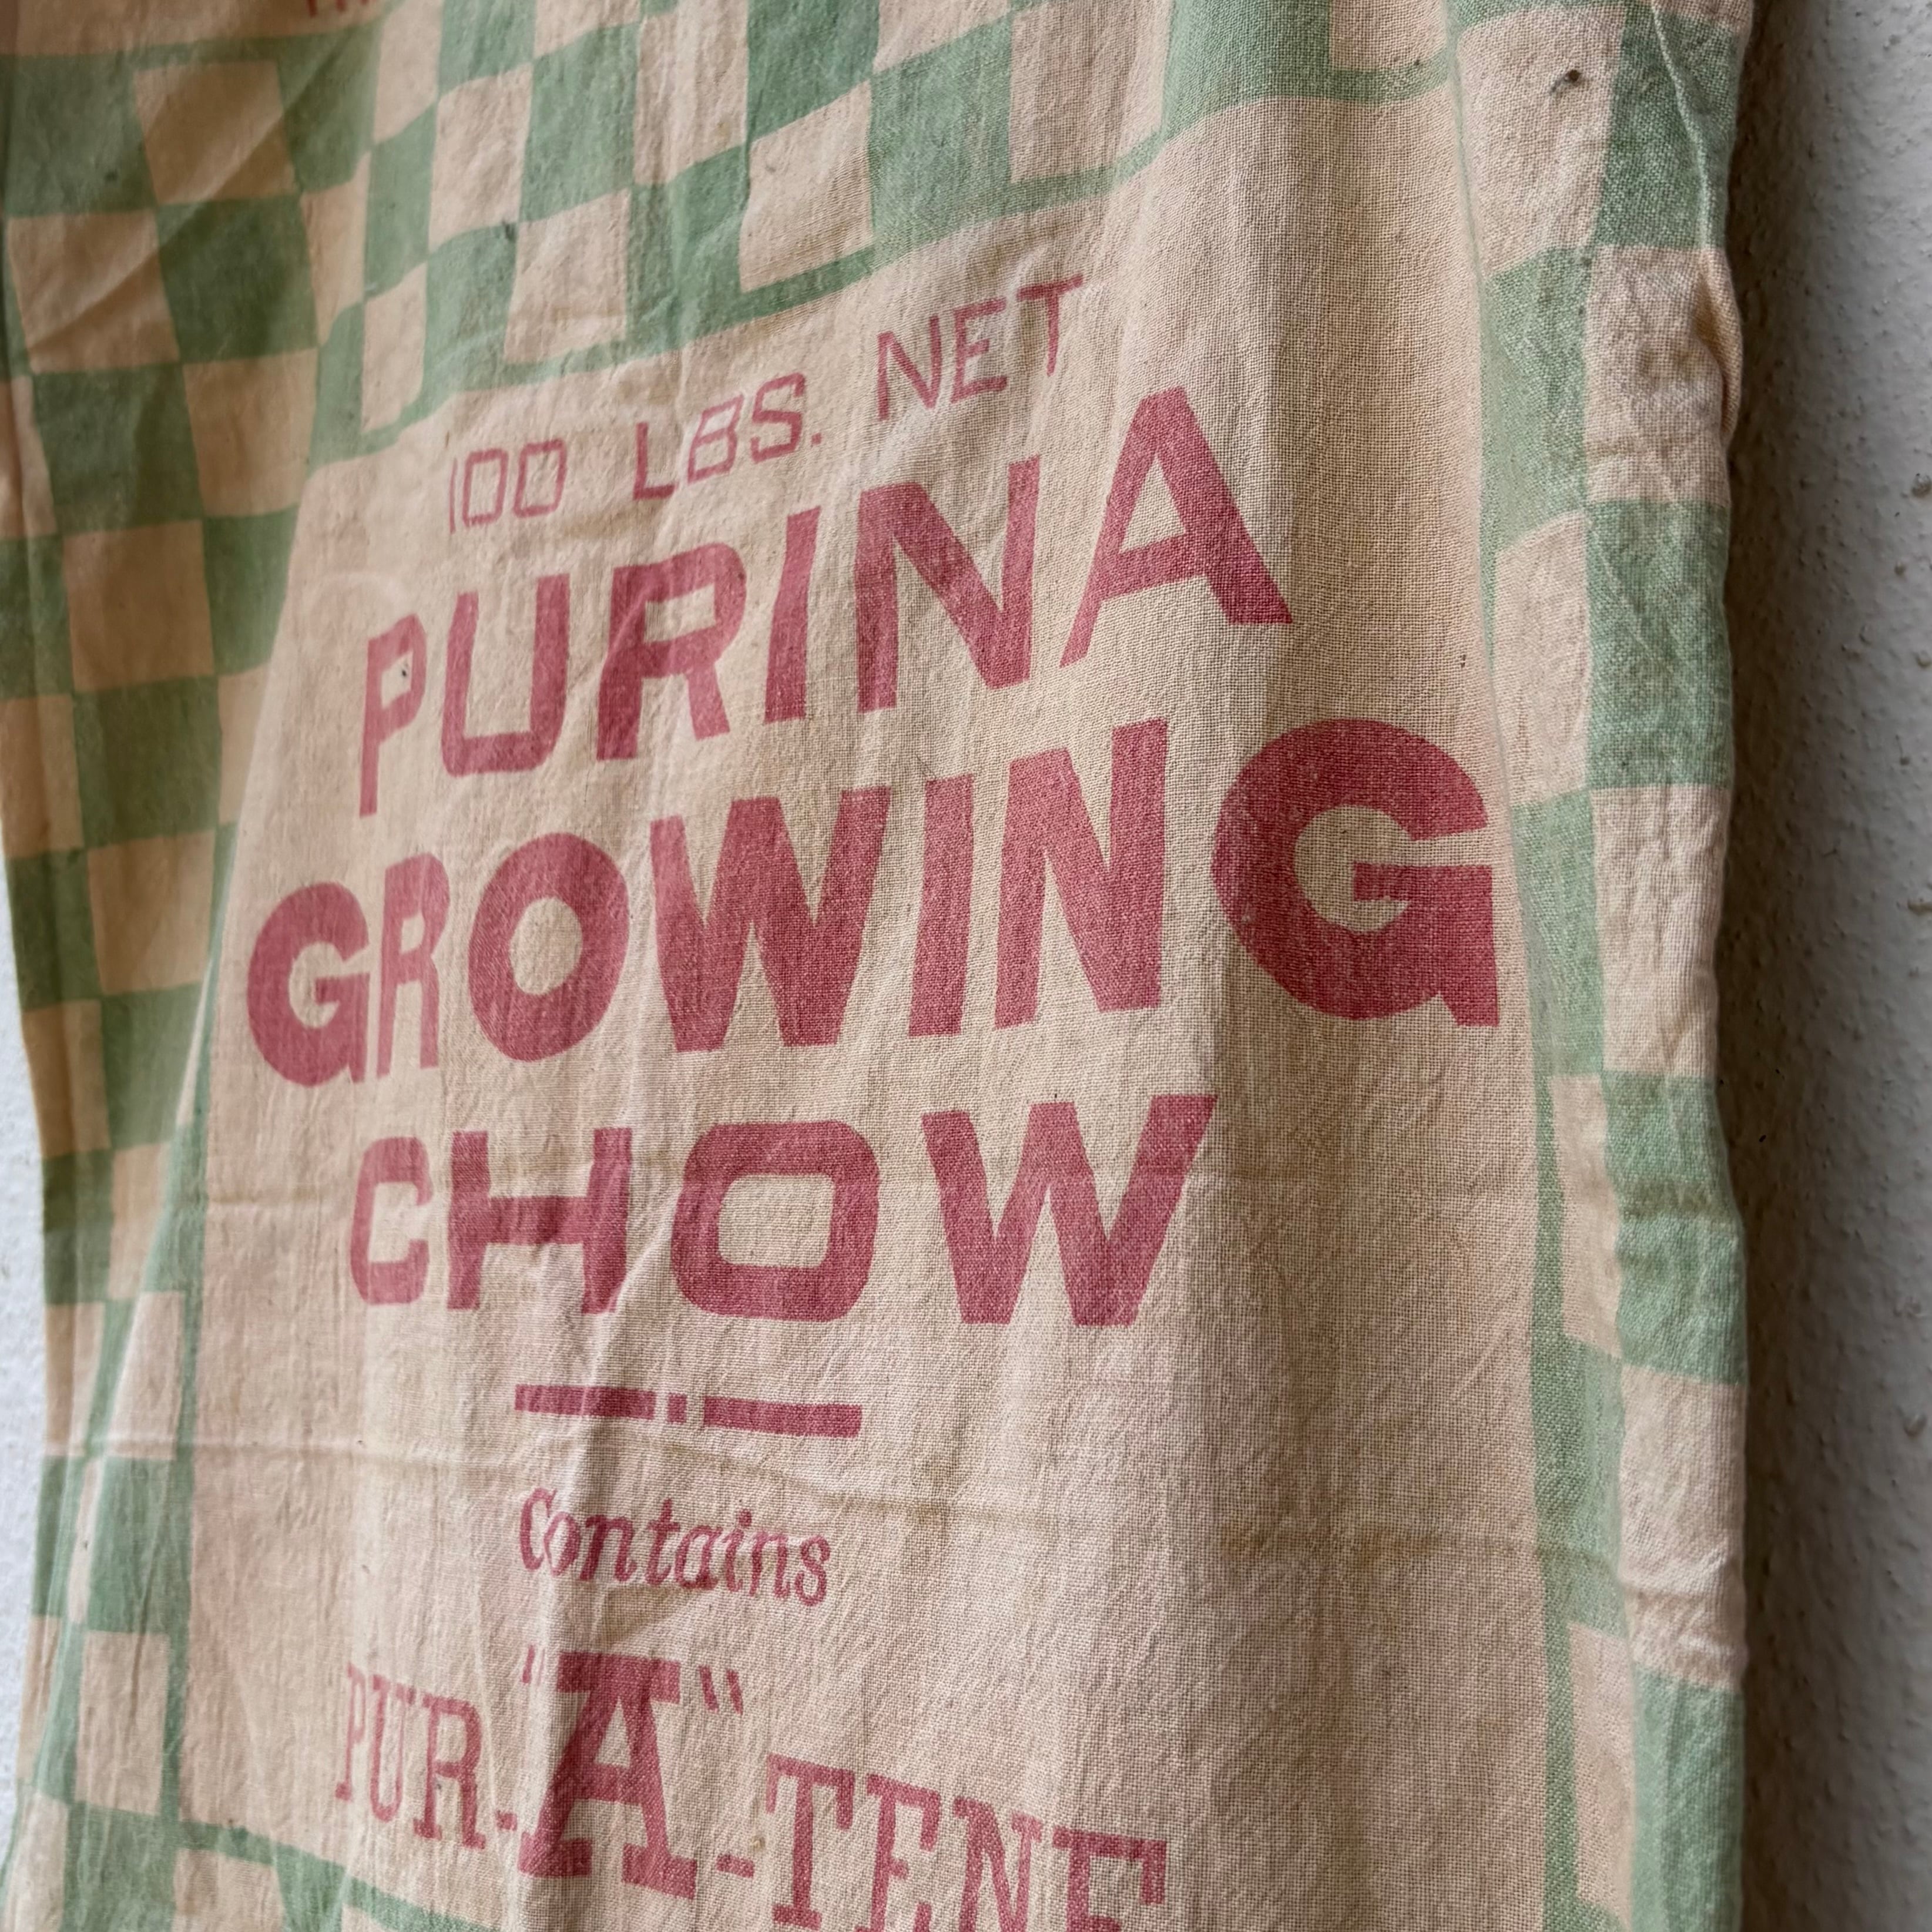 100 LBS. NET
PURINA
GROWING
CHOW
Contains
PUR-"A"-TENE